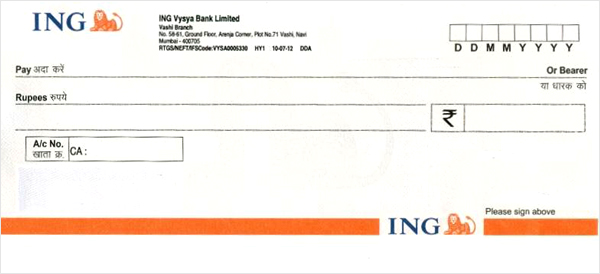 ING
ING Vysya Bank Limited
Vashi Branch
No. 58-61, Ground Floor, Arenja Corner, Plot No.71 Vashi, Navi
Mumbai - 400705
RTGS/NEFT/IFSCode:VYSA0005330 HY1 10-07-12 DDA
D D M M Y Y Y Y
Pay अदा करें Or Bearer
या धारक को
Rupees रुपये
₹
A/c No.
खाता क्र. CA :
Please sign above
ING